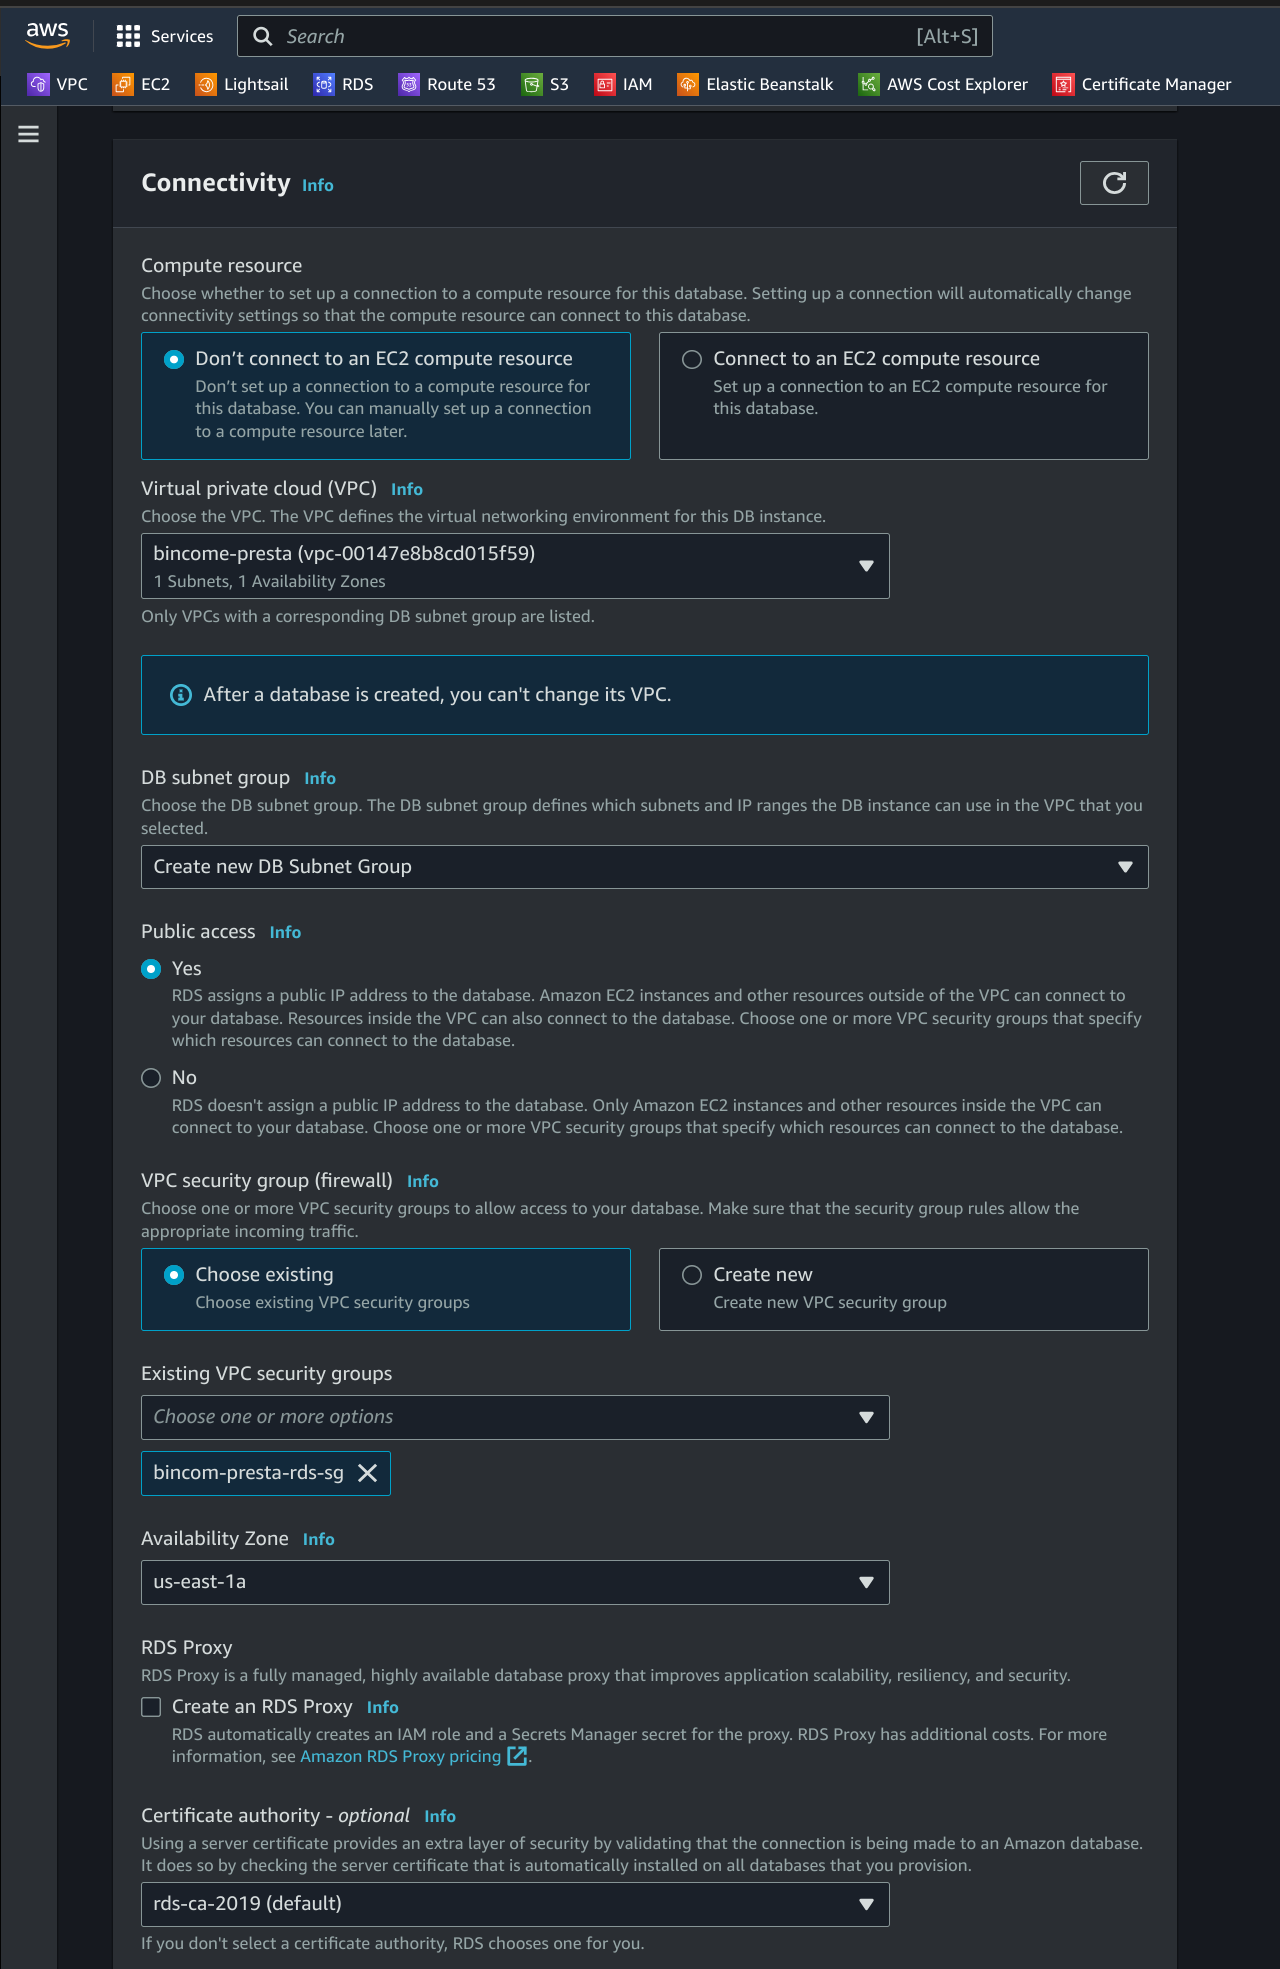 aws
Services
Search
[Alt+S]
VPC
EC2
Lightsail
RDS
Route 53
S3
IAM
Elastic Beanstalk
AWS Cost Explorer
Certificate Manager
Connectivity Info
Compute resource
Choose whether to set up a connection to a compute resource for this database. Setting up a connection will automatically change
connectivity settings so that the compute resource can connect to this database.
Don’t connect to an EC2 compute resource
Don’t set up a connection to a compute resource for
this database. You can manually set up a connection
to a compute resource later.
Connect to an EC2 compute resource
Set up a connection to an EC2 compute resource for
this database.
Virtual private cloud (VPC) Info
Choose the VPC. The VPC defines the virtual networking environment for this DB instance.
bincome-presta (vpc-00147e8b8cd015f59)
1 Subnets, 1 Availability Zones
Only VPCs with a corresponding DB subnet group are listed.
After a database is created, you can't change its VPC.
DB subnet group Info
Choose the DB subnet group. The DB subnet group defines which subnets and IP ranges the DB instance can use in the VPC that you
selected.
Create new DB Subnet Group
Public access Info
Yes
RDS assigns a public IP address to the database. Amazon EC2 instances and other resources outside of the VPC can connect to
your database. Resources inside the VPC can also connect to the database. Choose one or more VPC security groups that specify
which resources can connect to the database.
No
RDS doesn't assign a public IP address to the database. Only Amazon EC2 instances and other resources inside the VPC can
connect to your database. Choose one or more VPC security groups that specify which resources can connect to the database.
VPC security group (firewall) Info
Choose one or more VPC security groups to allow access to your database. Make sure that the security group rules allow the
appropriate incoming traffic.
Choose existing
Choose existing VPC security groups
Create new
Create new VPC security group
Existing VPC security groups
Choose one or more options
bincom-presta-rds-sg
Availability Zone Info
us-east-1a
RDS Proxy
RDS Proxy is a fully managed, highly available database proxy that improves application scalability, resiliency, and security.
Create an RDS Proxy Info
RDS automatically creates an IAM role and a Secrets Manager secret for the proxy. RDS Proxy has additional costs. For more
information, see Amazon RDS Proxy pricing.
Certificate authority - optional Info
Using a server certificate provides an extra layer of security by validating that the connection is being made to an Amazon database.
It does so by checking the server certificate that is automatically installed on all databases that you provision.
rds-ca-2019 (default)
If you don't select a certificate authority, RDS chooses one for you.